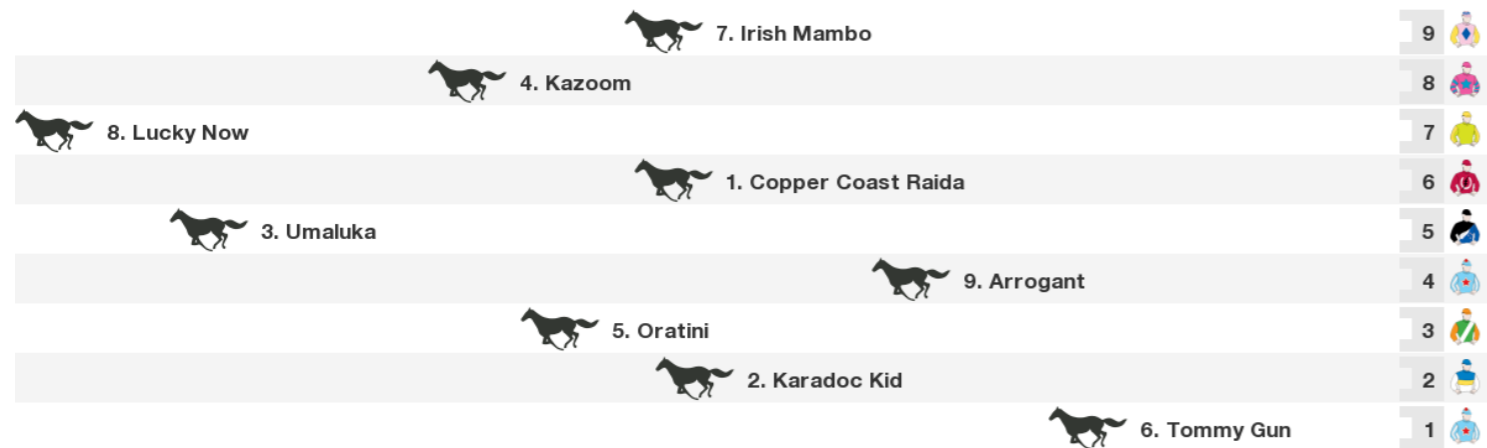 7. Irish Mambo 9
4. Kazoom 8
8. Lucky Now 7
1. Copper Coast Raida 6
3. Umaluka 5
9. Arrogant 4
5. Oratini 3
2. Karadoc Kid 2
6. Tommy Gun 1